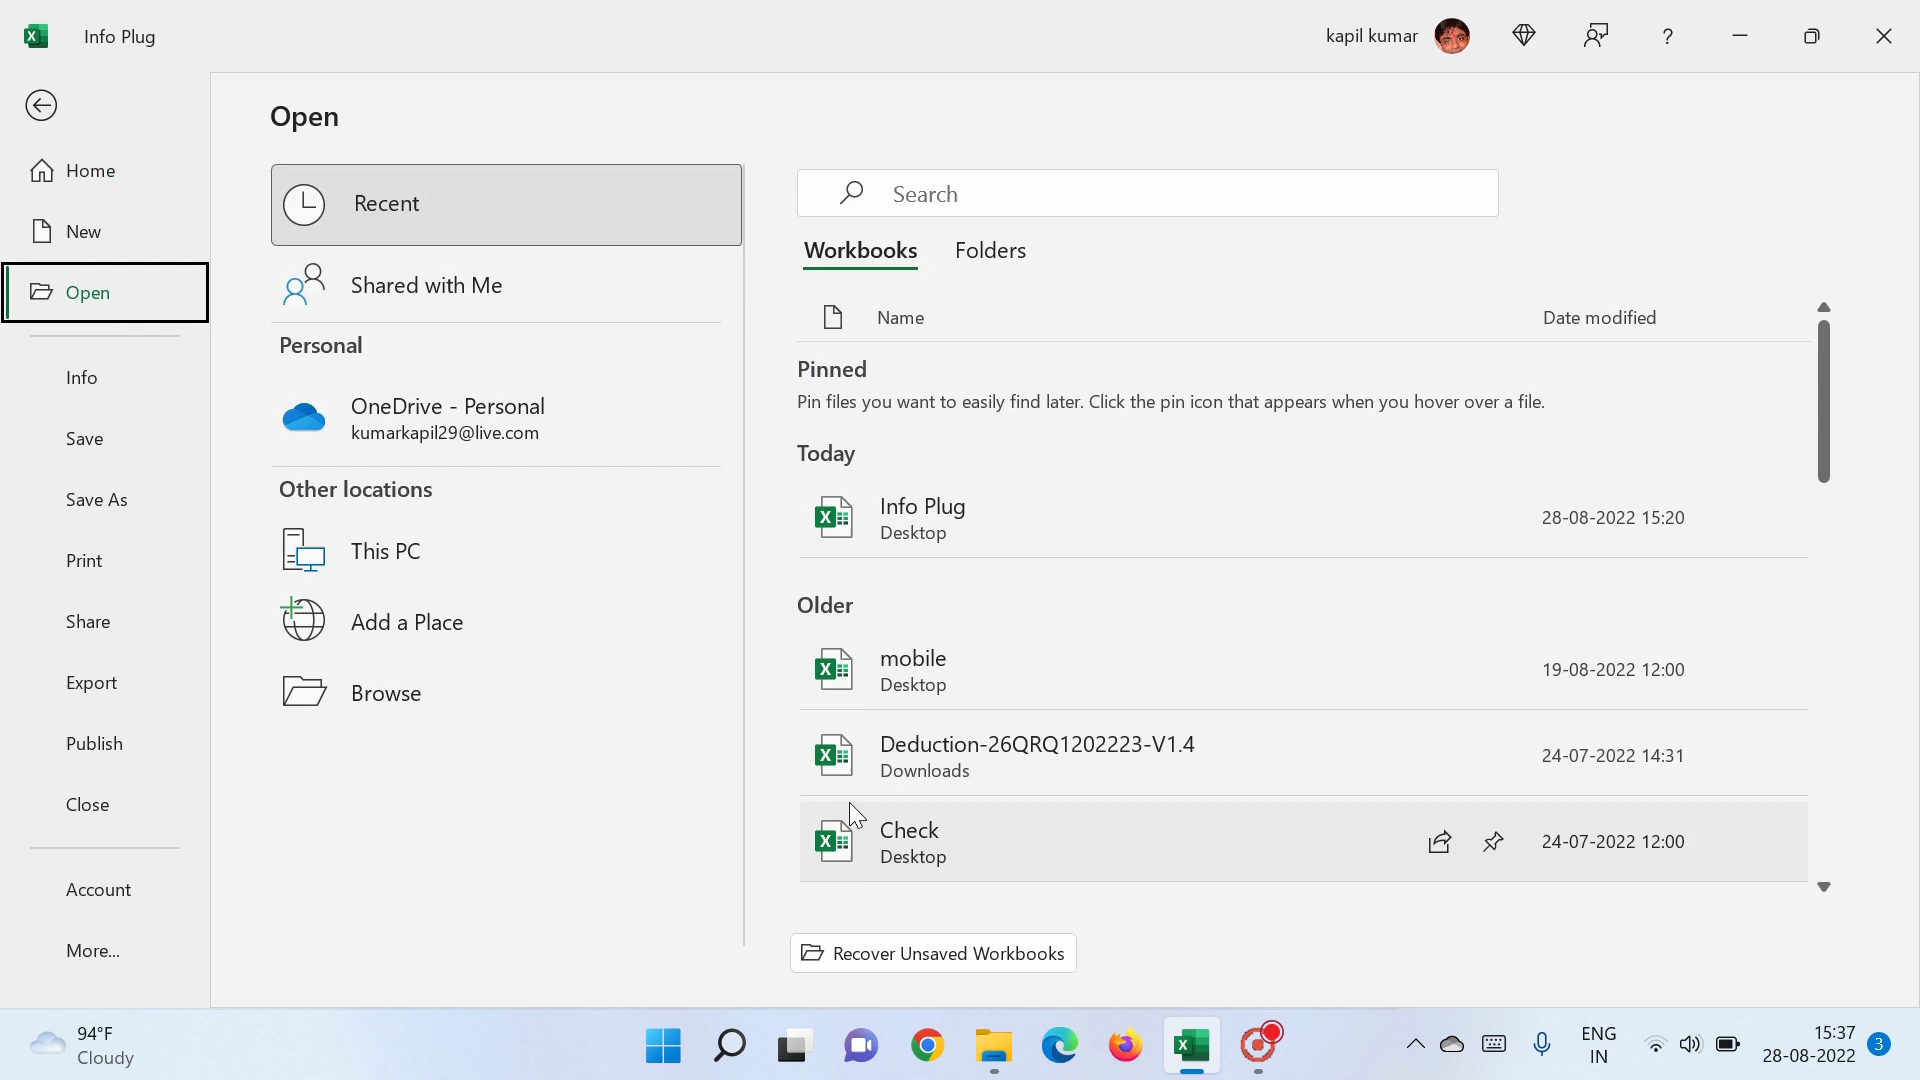 Info Plug
kapil kumar
?
Home
New
Open
Info
Save
Save As
Print
Share
Export
Publish
Close
Account
More...
Open
Recent
Shared with Me
Personal
OneDrive - Personal
kumarkapil29@live.com
Other locations
This PC
Add a Place
Browse
Search
Workbooks Folders
Name Date modified
Pinned
Pin files you want to easily find later. Click the pin icon that appears when you hover over a file.
Today
Info Plug
Desktop
28-08-2022 15:20
Older
mobile
Desktop
19-08-2022 12:00
Deduction-26QRQ1202223-V1.4
Downloads
24-07-2022 14:31
Check
Desktop
24-07-2022 12:00
Recover Unsaved Workbooks
94°F
Cloudy
ENG
IN
15:37
28-08-2022
3